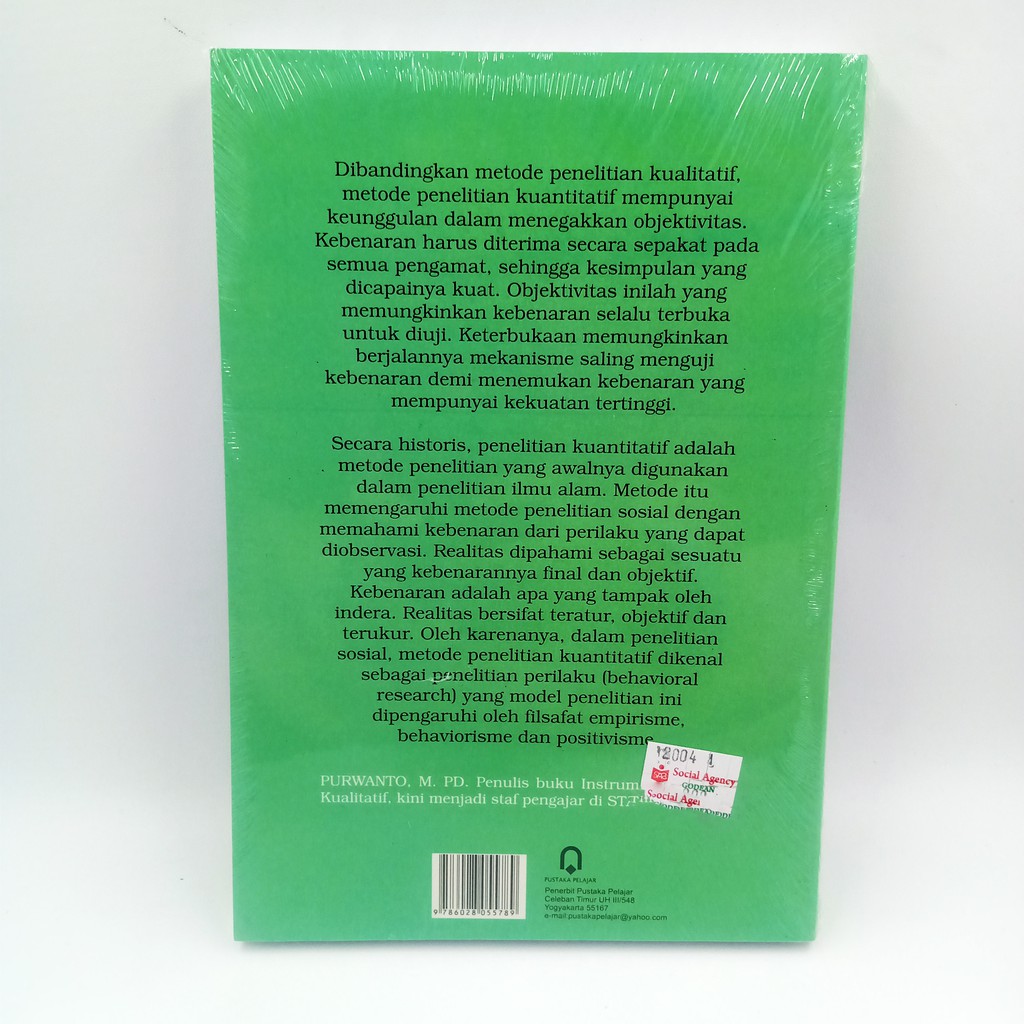 Dibandingkan metode penelitian kualitatif,
metode penelitian kuantitatif mempunyai
keunggulan dalam menegakkan objektivitas.
Kebenaran harus diterima secara sepakat pada
semua pengamat, sehingga kesimpulan yang
dicapainya kuat. Objektivitas inilah yang
memungkinkan kebenaran selalu terbuka
untuk diuji. Keterbukaan memungkinkan
berjalannya mekanisme saling menguji
kebenaran demi menemukan kebenaran yang
mempunyai kekuatan tertinggi.
Secara historis, penelitian kuantitatif adalah
metode penelitian yang awalnya digunakan
dalam penelitian ilmu alam. Metode itu
memengaruhi metode penelitian sosial dengan
memahami kebenaran dari perilaku yang dapat
diobservasi. Realitas dipahami sebagai sesuatu
yang kebenarannya final dan objektif.
Kebenaran adalah apa yang tampak oleh
indera. Realitas bersifat teratur, objektif dan
terukur. Oleh karenanya, dalam penelitian
sosial, metode penelitian kuantitatif dikenal
sebagai penelitian perilaku (behavioral
research) yang model penelitian ini
dipengaruhi oleh filsafat empirisme,
behaviorisme dan positivisme
PURWANTO, M. PD. Penulis buku
Kualitatif, kini menjadi staf pengajar di
Social Agency
GODEAN
PUSTAKA PELAJAR
Penerbit Pustaka Pelajar
Celeban Timur UH III/548
Yogyakarta 55167
e-mail:pustakapelajar@yahoo.com
9 786028 055789